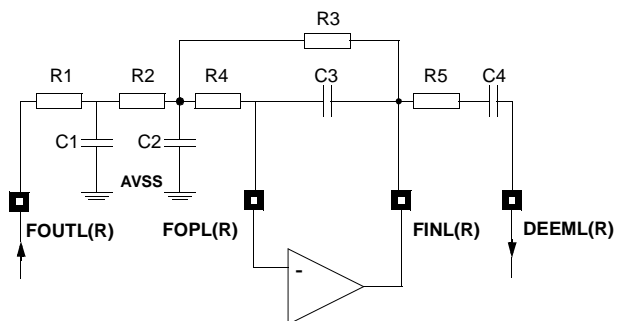 R3
R1
R2
R4
C3
R5
C4
C1
C2
AVSS
FOUTL(R)
FOPL(R)
FINL(R)
DEEML(R)
-